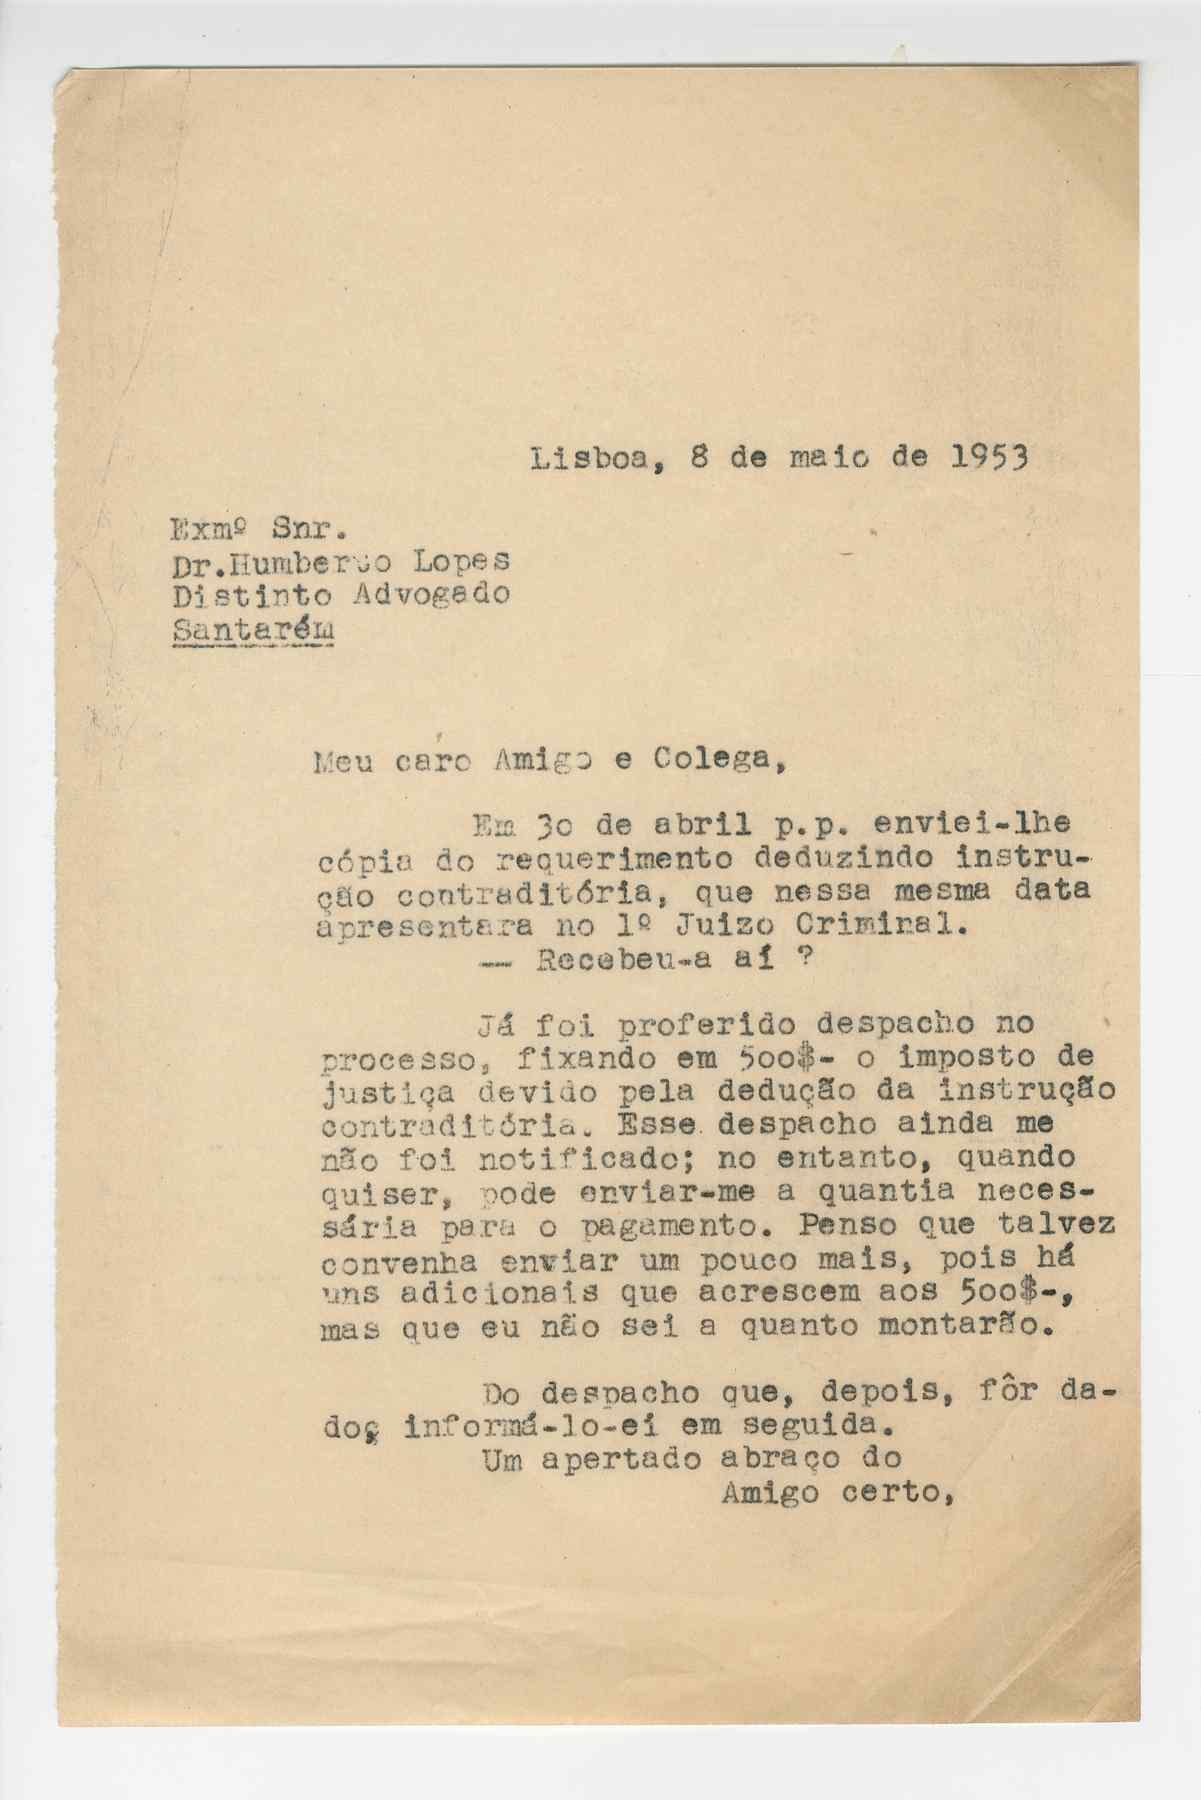 Lisboa, 8 de maio de 1953
Exmº Snr.
Dr.Humberto Lopes
Distinto Advogado
Santarém
Meu caro Amigo e Colega,
Em 30 de abril p.p. enviei-lhe
cópia do requerimento deduzindo instru-
ção contraditória, que nessa mesma data
apresentara no 1º Juizo Criminal.
— Recebeu-a aí ?
Já foi proferido despacho no
processo, fixando em 500$- o imposto de
justiça devido pela dedução da instrução
contraditória. Esse despacho ainda me
não foi notificado; no entanto, quando
quiser, pode enviar-me a quantia neces-
sária para o pagamento. Penso que talvez
convenha enviar um pouco mais, pois há
uns adicionais que acrescem aos 500$-,
mas que eu não sei a quanto montarão.
Do despacho que, depois, fôr da-
do, informá-lo-ei em seguida.
Um apertado abraço do
Amigo certo,